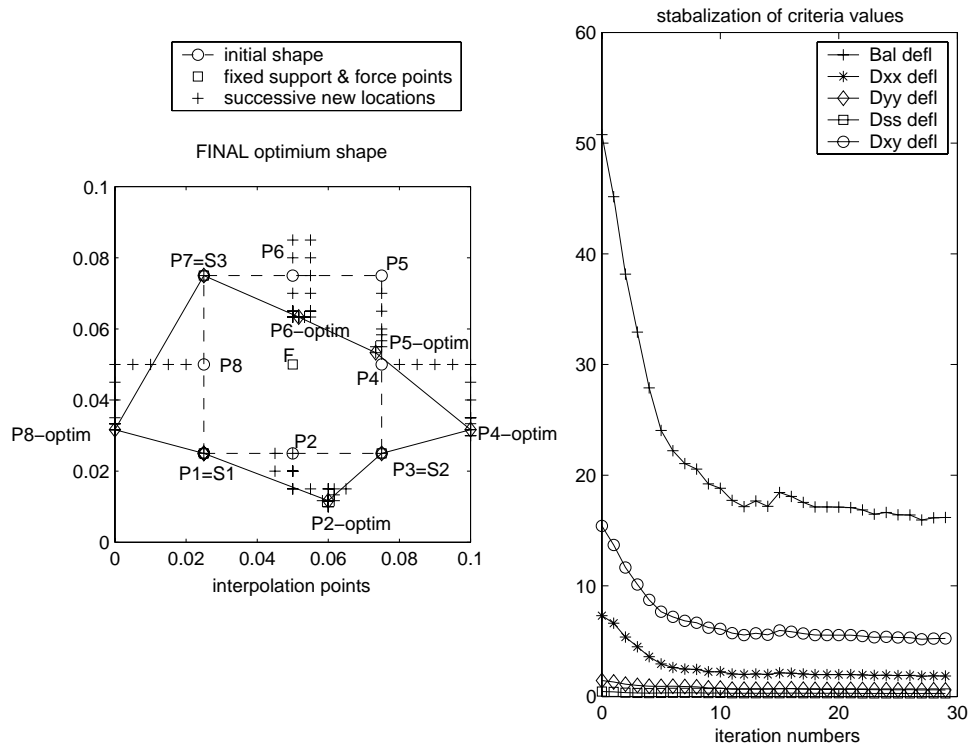 initial shape
fixed support & force points
successive new locations
FINAL optimium shape
0.1
0.08
0.06
0.04
0.02
0
P7=S3
P6
P5
P6-optim
P5-optim
F
P8
P4
P8-optim
P4-optim
P2
P1=S1
P3=S2
P2-optim
0 0.02 0.04 0.06 0.08 0.1
interpolation points
stabalization of criteria values
60
50
40
30
20
10
0
Bal defl
Dxx defl
Dyy defl
Dss defl
Dxy defl
0 10 20 30
iteration numbers